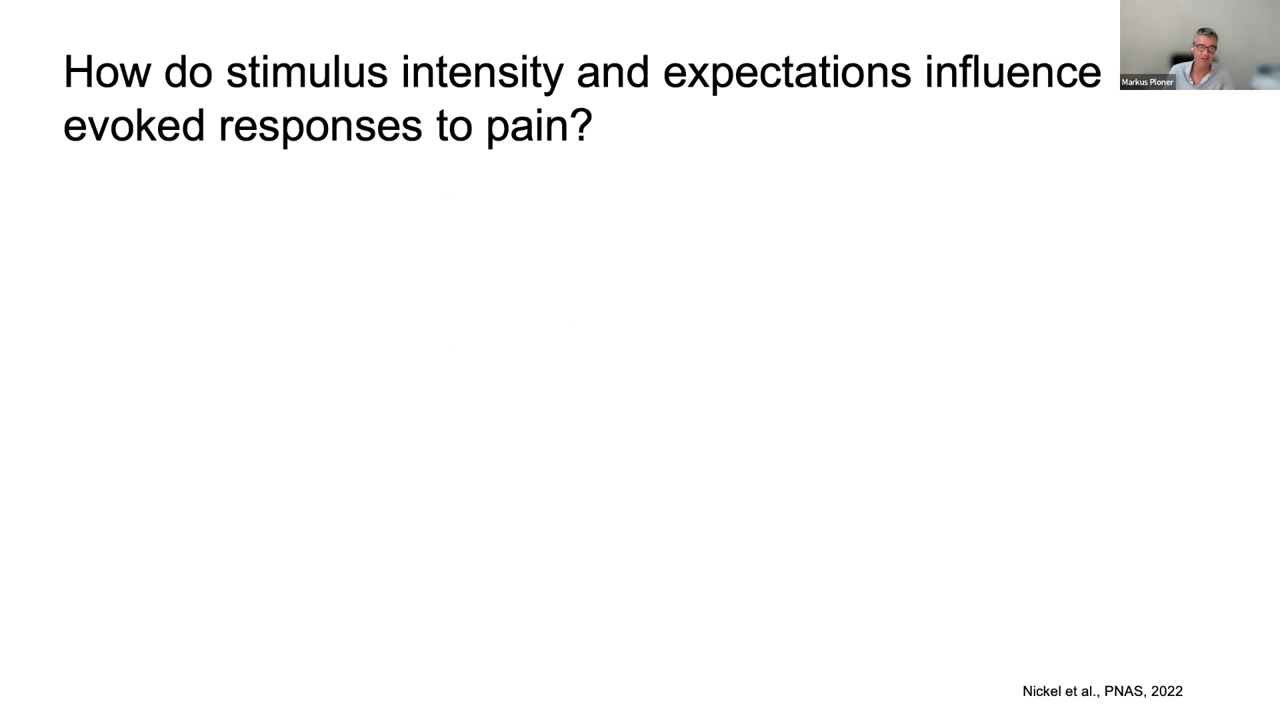 How do stimulus intensity and expectations influence
evoked responses to pain?
Markus Ploner
Nickel et al., PNAS, 2022